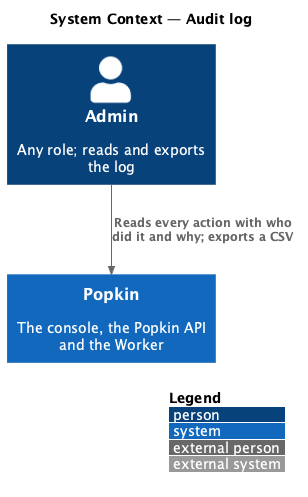 System Context — Audit log
Admin
Any role; reads and exports
the log
Reads every action with who
did it and why; exports a CSV
Popkin
The console, the Popkin API
and the Worker
Legend
person
system
external person
external system